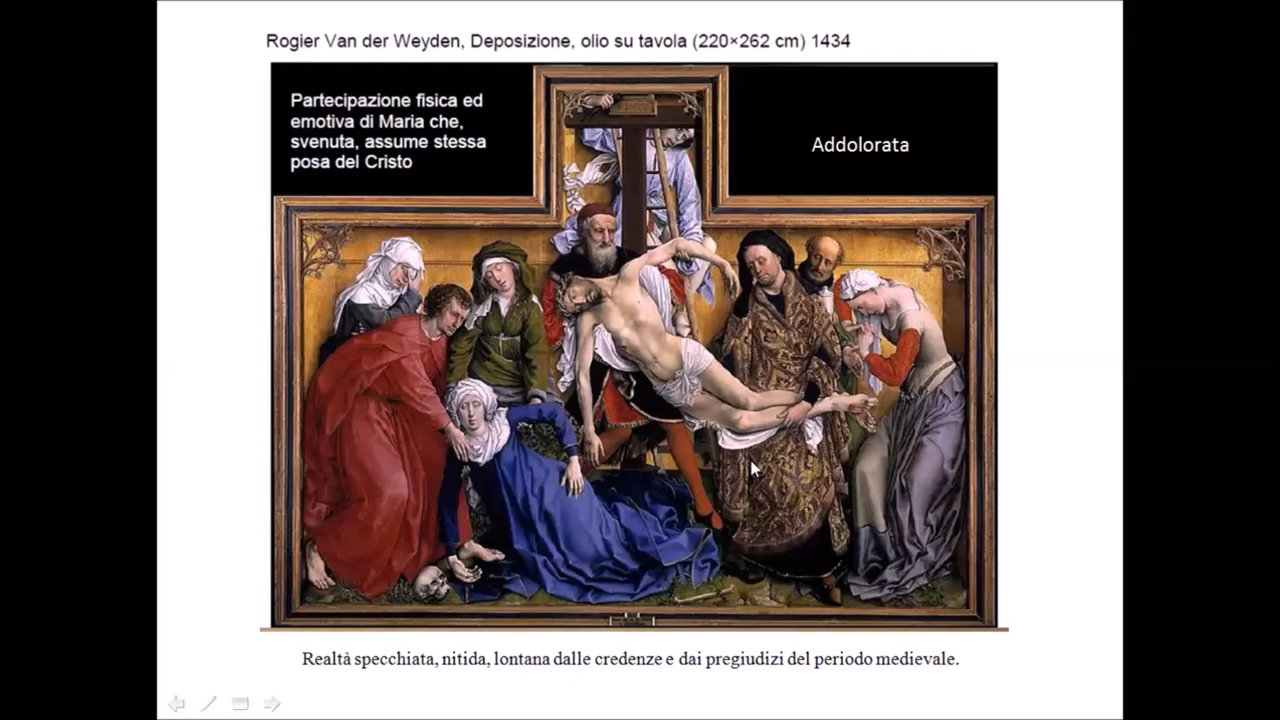 Rogier Van der Weyden, Deposizione, olio su tavola (220×262 cm) 1434
Partecipazione fisica ed
emotiva di Maria che,
svenuta, assume stessa
posa del Cristo
Addolorata
Realtà specchiata, nitida, lontana dalle credenze e dai pregiudizi del periodo medievale.